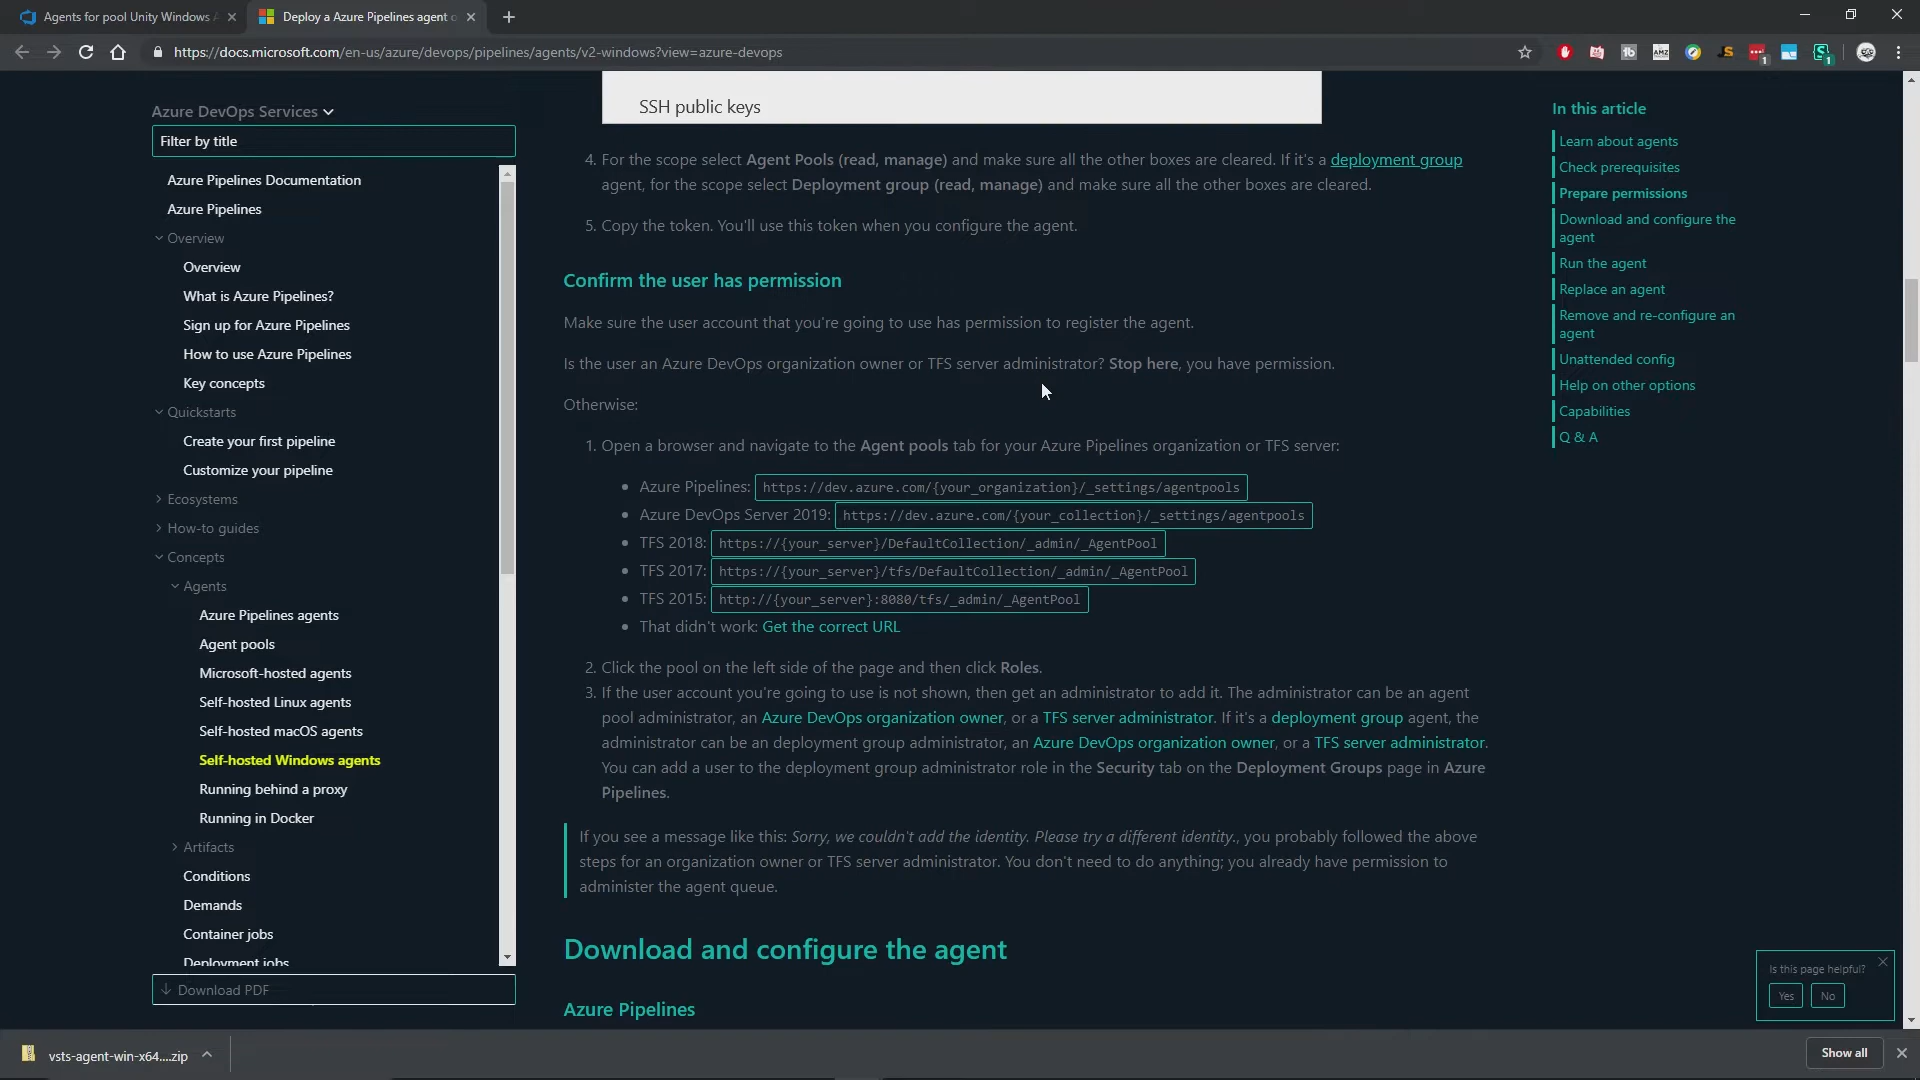 Agents for pool Unity Windows A
Deploy a Azure Pipelines agent o
https://docs.microsoft.com/en-us/azure/devops/pipelines/agents/v2-windows?view=azure-devops
Azure DevOps Services
Filter by title
Azure Pipelines Documentation
Azure Pipelines
Overview
Overview
What is Azure Pipelines?
Sign up for Azure Pipelines
How to use Azure Pipelines
Key concepts
Quickstarts
Create your first pipeline
Customize your pipeline
Ecosystems
How-to guides
Concepts
Agents
Azure Pipelines agents
Agent pools
Microsoft-hosted agents
Self-hosted Linux agents
Self-hosted macOS agents
Self-hosted Windows agents
Running behind a proxy
Running in Docker
Artifacts
Conditions
Demands
Container jobs
Deployment jobs
Download PDF
SSH public keys
4. For the scope select Agent Pools (read, manage) and make sure all the other boxes are cleared. If it's a deployment group
agent, for the scope select Deployment group (read, manage) and make sure all the other boxes are cleared.
5. Copy the token. You'll use this token when you configure the agent.
Confirm the user has permission
Make sure the user account that you're going to use has permission to register the agent.
Is the user an Azure DevOps organization owner or TFS server administrator? Stop here, you have permission.
Otherwise:
1. Open a browser and navigate to the Agent pools tab for your Azure Pipelines organization or TFS server:
• Azure Pipelines: https://dev.azure.com/{your_organization}/_settings/agentpools
• Azure DevOps Server 2019: https://dev.azure.com/{your_collection}/_settings/agentpools
• TFS 2018: https://{your_server}/DefaultCollection/_admin/_AgentPool
• TFS 2017: https://{your_server}/tfs/DefaultCollection/_admin/_AgentPool
• TFS 2015: http://{your_server}:8080/tfs/_admin/_AgentPool
• That didn't work: Get the correct URL
2. Click the pool on the left side of the page and then click Roles.
3. If the user account you're going to use is not shown, then get an administrator to add it. The administrator can be an agent
pool administrator, an Azure DevOps organization owner, or a TFS server administrator. If it's a deployment group agent, the
administrator can be an deployment group administrator, an Azure DevOps organization owner, or a TFS server administrator.
You can add a user to the deployment group administrator role in the Security tab on the Deployment Groups page in Azure
Pipelines.
If you see a message like this: Sorry, we couldn't add the identity. Please try a different identity., you probably followed the above
steps for an organization owner or TFS server administrator. You don't need to do anything; you already have permission to
administer the agent queue.
Download and configure the agent
Azure Pipelines
In this article
Learn about agents
Check prerequisites
Prepare permissions
Download and configure the
agent
Run the agent
Replace an agent
Remove and re-configure an
agent
Unattended config
Help on other options
Capabilities
Q & A
Is this page helpful?
Yes
No
vsts-agent-win-x64....zip
Show all